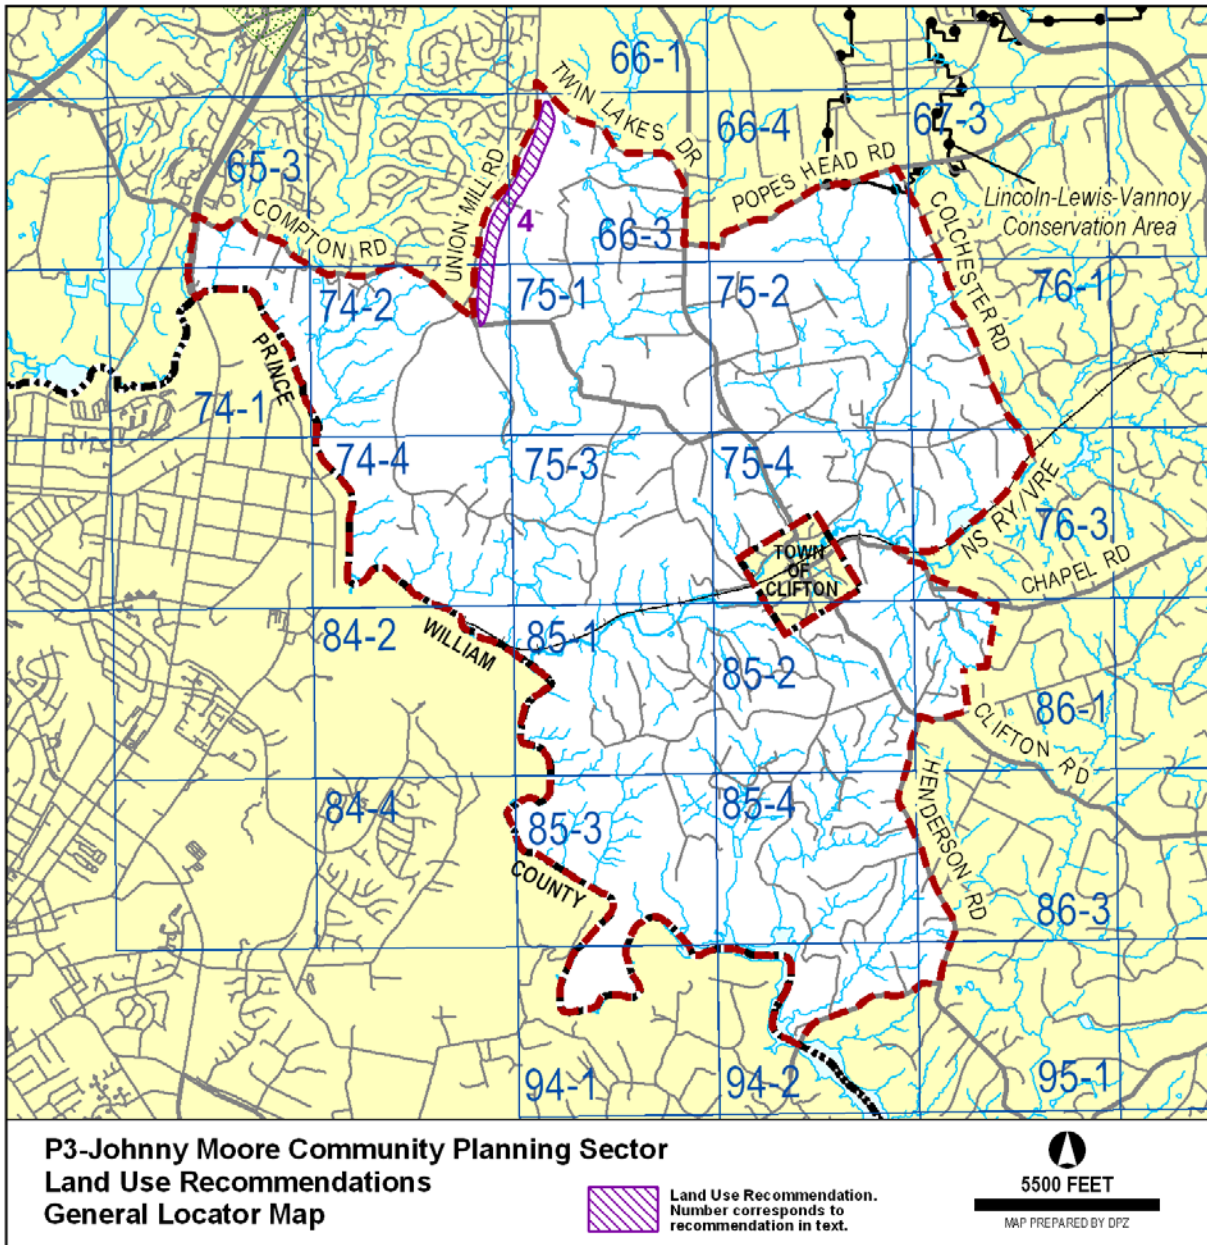 66-1
TWIN LAKES DR
66-4
67-3
65-3
UNION MILL RD
POPES HEAD RD
Lincoln-Lewis-Vannoy
Conservation Area
COMPTON RD
4
66-3
COLCHESTER RD
74-2
75-1
75-2
76-1
PRINCE
74-1
74-4
75-3
75-4
NS RY/VRE
76-3
TOWN
OF
CLIFTON
CHAPEL RD
84-2
WILLIAM
85-1
85-2
86-1
CLIFTON RD
84-4
85-3
85-4
HENDERSON RD
COUNTY
86-3
94-1
94-2
95-1
P3-Johnny Moore Community Planning Sector
Land Use Recommendations
General Locator Map
Land Use Recommendation.
Number corresponds to
recommendation in text.
5500 FEET
MAP PREPARED BY DPZ